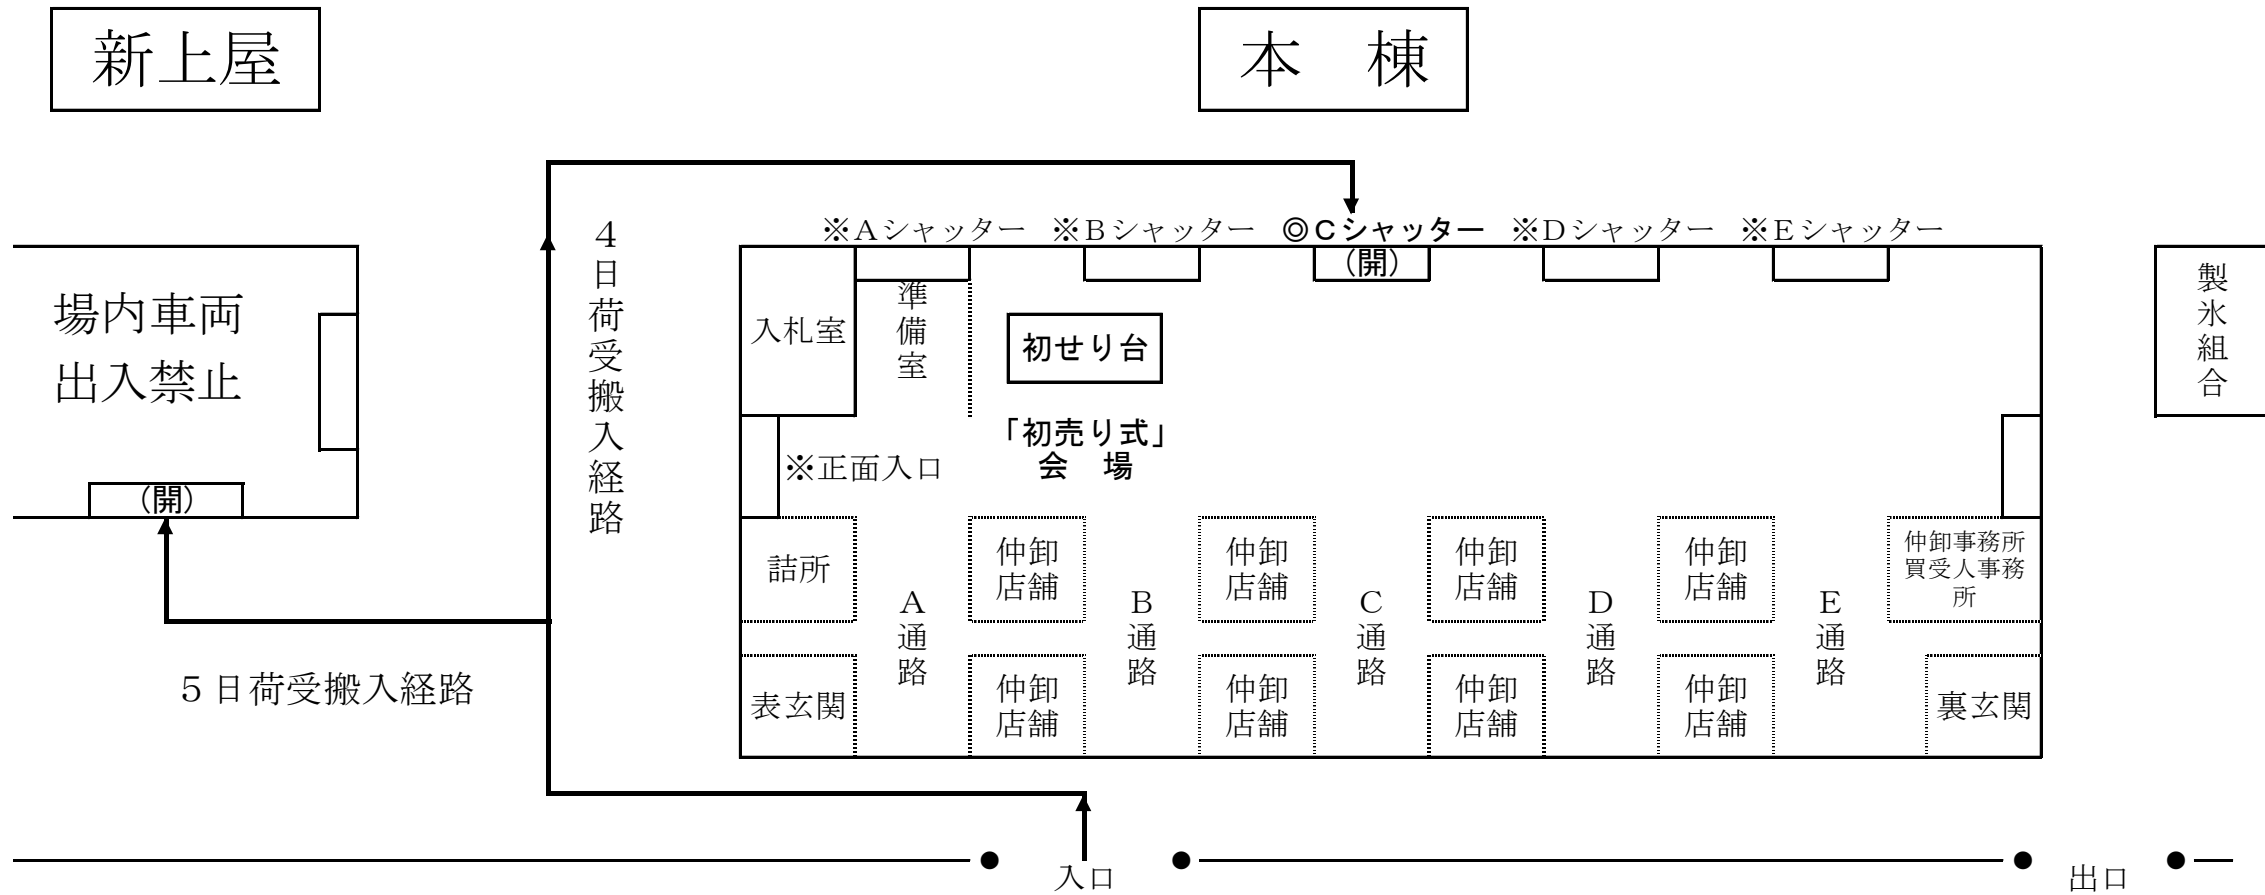 新上屋
本　棟
４日荷受搬入経路
※Ａシャッター
※Ｂシャッター
◎Ｃシャッター
※Ｄシャッター
※Ｅシャッター
（開）
場内車両
出入禁止
（開）
入札室
準備室
初せり台
「初売り式」
会　場
※正面入口
製氷組合
詰所
仲卸
店舗
仲卸
店舗
仲卸
店舗
仲卸
店舗
仲卸事務所
買受人事務
所
Ａ通路
Ｂ通路
Ｃ通路
Ｄ通路
Ｅ通路
５日荷受搬入経路
表玄関
仲卸
店舗
仲卸
店舗
仲卸
店舗
仲卸
店舗
裏玄関
入口
出口